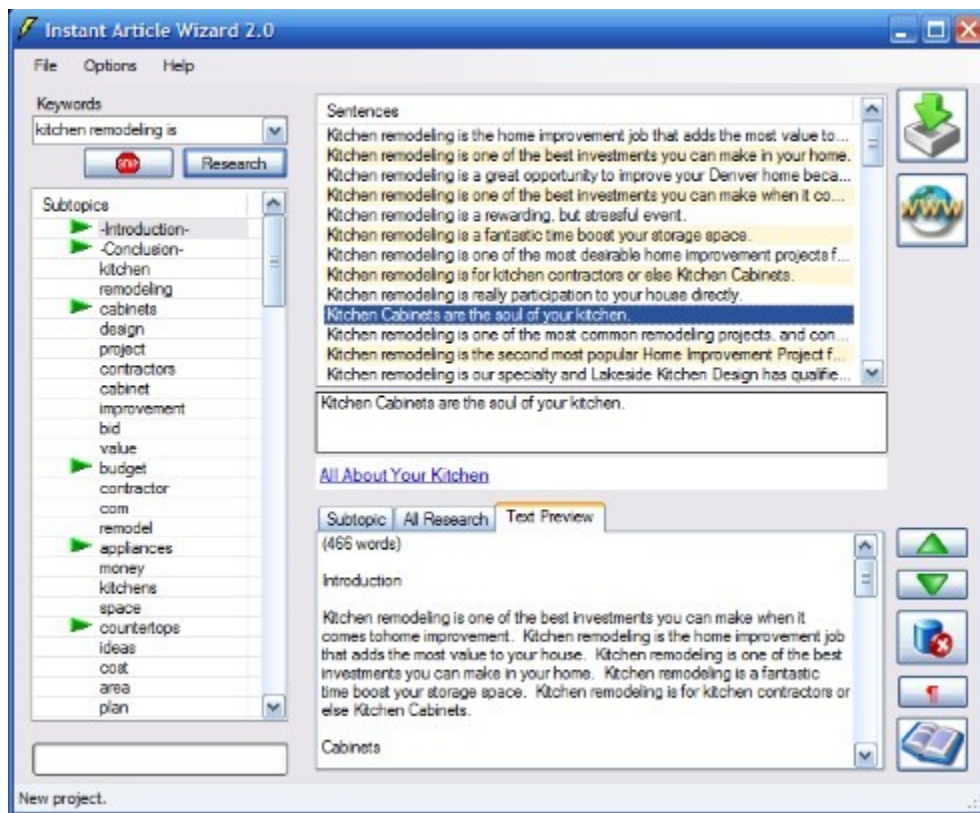 Instant Article Wizard 2.0
File Options Help
Keywords
kitchen remodeling is
STOP
Research
Subtopics
-Introduction-
-Conclusion-
kitchen
remodeling
cabinets
design
project
contractors
cabinet
improvement
bid
value
budget
contractor
com
remodel
appliances
money
kitchens
space
countertops
ideas
cost
area
plan
Sentences
Kitchen remodeling is the home improvement job that adds the most value to...
Kitchen remodeling is one of the best investments you can make in your home.
Kitchen remodeling is a great opportunity to improve your Denver home beca...
Kitchen remodeling is one of the best investments you can make when it co...
Kitchen remodeling is a rewarding, but stressful event.
Kitchen remodeling is a fantastic time boost your storage space.
Kitchen remodeling is one of the most desirable home improvement projects f...
Kitchen remodeling is for kitchen contractors or else Kitchen Cabinets.
Kitchen remodeling is really participation to your house directly.
Kitchen Cabinets are the soul of your kitchen.
Kitchen remodeling is one of the most common remodeling projects, and con...
Kitchen remodeling is the second most popular Home Improvement Project f...
Kitchen remodeling is our specialty and Lakeside Kitchen Design has qualifie...
Kitchen Cabinets are the soul of your kitchen.
All About Your Kitchen
Subtopic All Research Text Preview
(466 words)
Introduction
Kitchen remodeling is one of the best investments you can make when it
comes tohome improvement. Kitchen remodeling is the home improvement job
that adds the most value to your house. Kitchen remodeling is one of the best
investments you can make in your home. Kitchen remodeling is a fantastic
time boost your storage space. Kitchen remodeling is for kitchen contractors or
else Kitchen Cabinets.
Cabinets
WWW
New project.